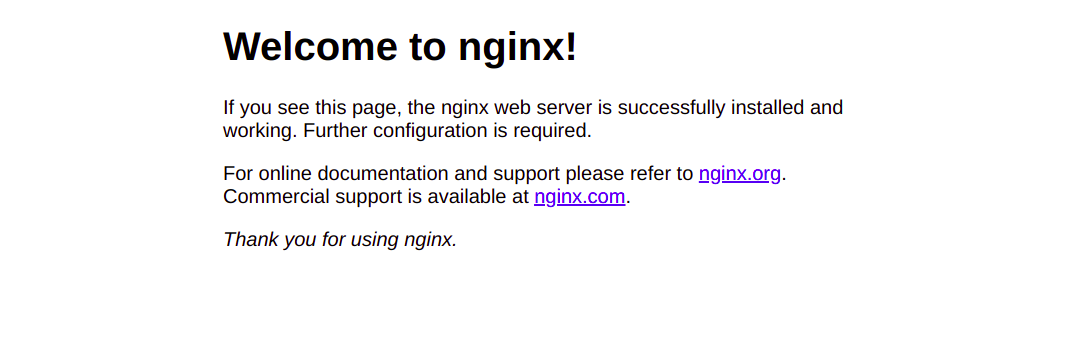 Welcome to nginx!
If you see this page, the nginx web server is successfully installed and
working. Further configuration is required.
For online documentation and support please refer to nginx.org.
Commercial support is available at nginx.com.
Thank you for using nginx.